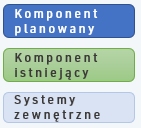 Komponent
planowany
Komponent
istniejący
Systemy
zewnętrzne